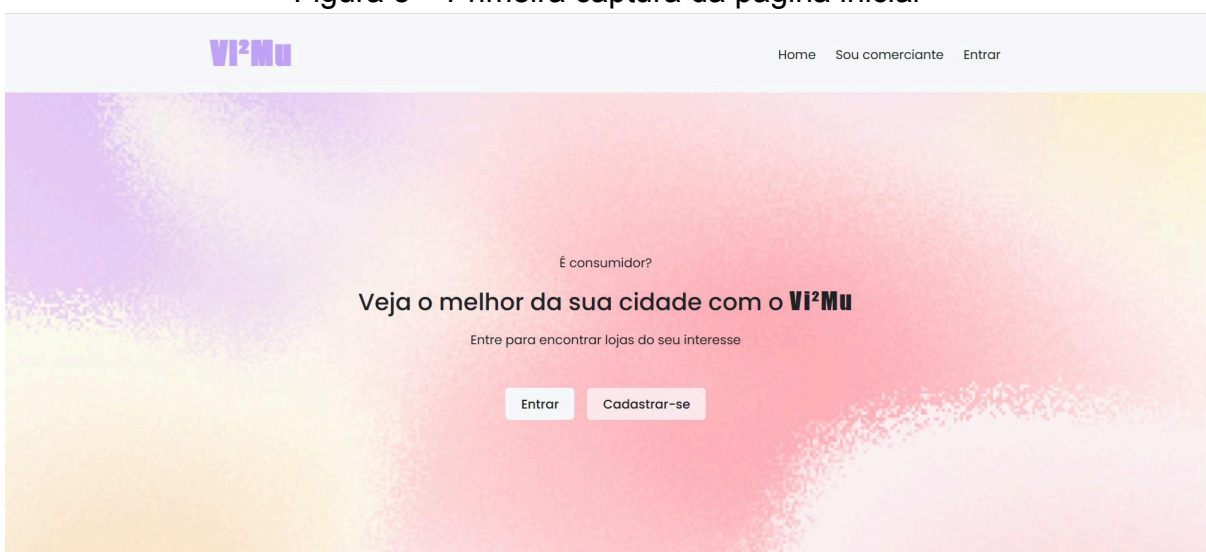 Vi²Mu
Home Sou comerciante Entrar
É consumidor?
Veja o melhor da sua cidade com o Vi²Mu
Entre para encontrar lojas do seu interesse
Entrar Cadastrar-se